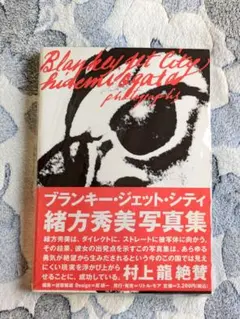 Blankey Jet City
hidemi ogata
photographs
ブランキー・ジェット・シティ
緒方秀美写真集
緒方秀美は、ダイレクトに、ストレートに被写体に向かう。
その結果、彼女の出発点を示すこの写真集は、あらゆる
勇気が絶望から生みだされるという今のこの国では見え
にくい現実を浮かび上がら
せることに、成功している。
村上龍 絶賛